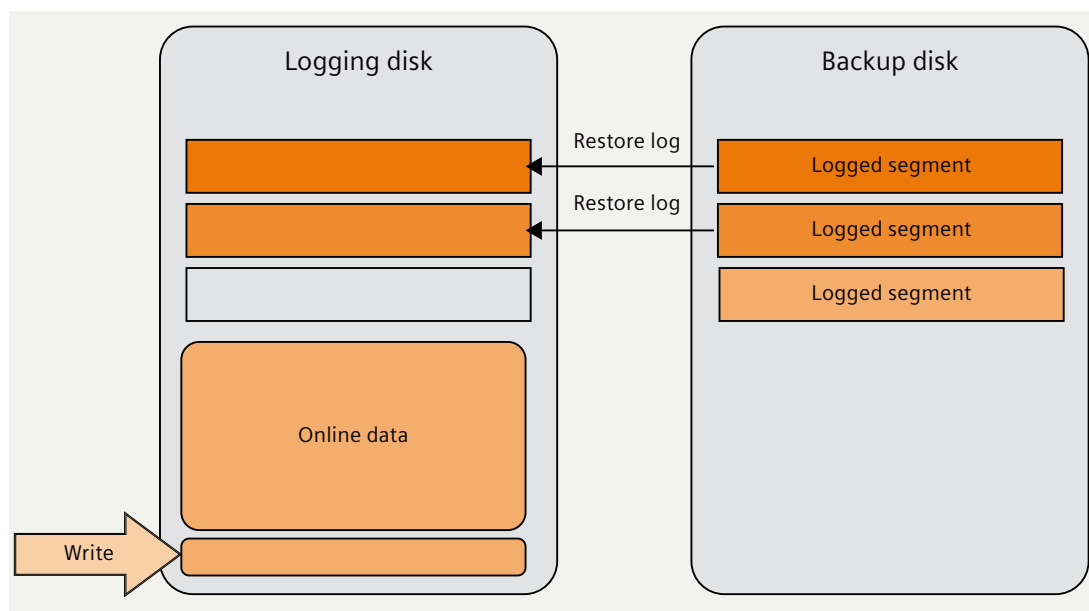 Logging disk
Backup disk
Restore log
Logged segment
Restore log
Logged segment
Logged segment
Online data
Write